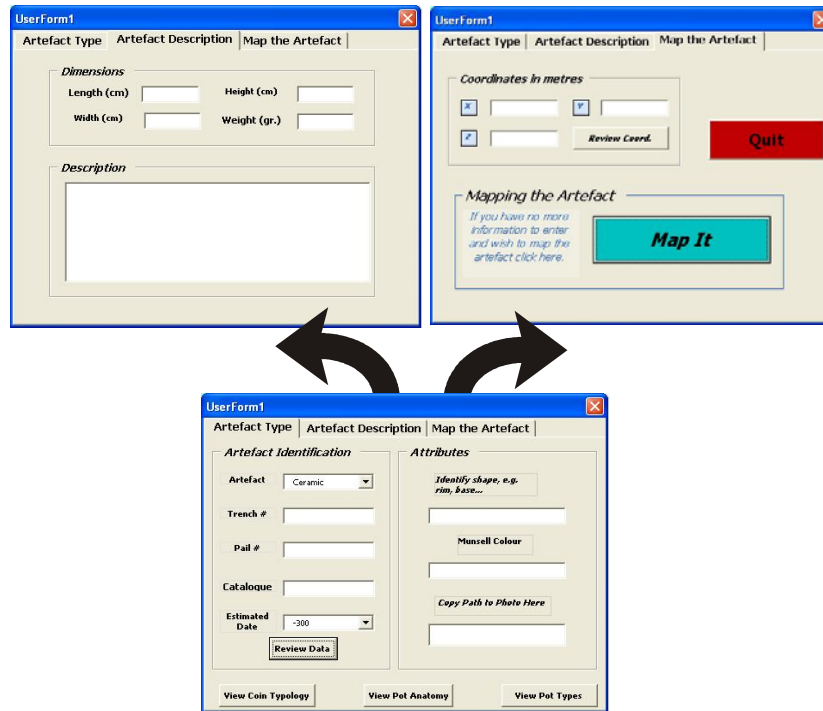 UserForm1
Artefact Type Artefact Description Map the Artefact
Dimensions
Length (cm) Height (cm)
Width (cm) Weight (gr.)
Description
UserForm1
Artefact Type Artefact Description Map the Artefact
Coordinates in metres
X Y
Z Review Coord.
Quit
Mapping the Artefact
If you have no more
information to enter
and wish to map the
artefact click here.
Map It
UserForm1
Artefact Type Artefact Description Map the Artefact
Artefact Identification
Artefact Ceramic
Trench #
Pail #
Catalogue
Estimated
Date -300
Review Data
Attributes
Identify shape, e.g.
rim, base...
Munsell Colour
Copy Path to Photo Here
View Coin Typology View Pot Anatomy View Pot Types